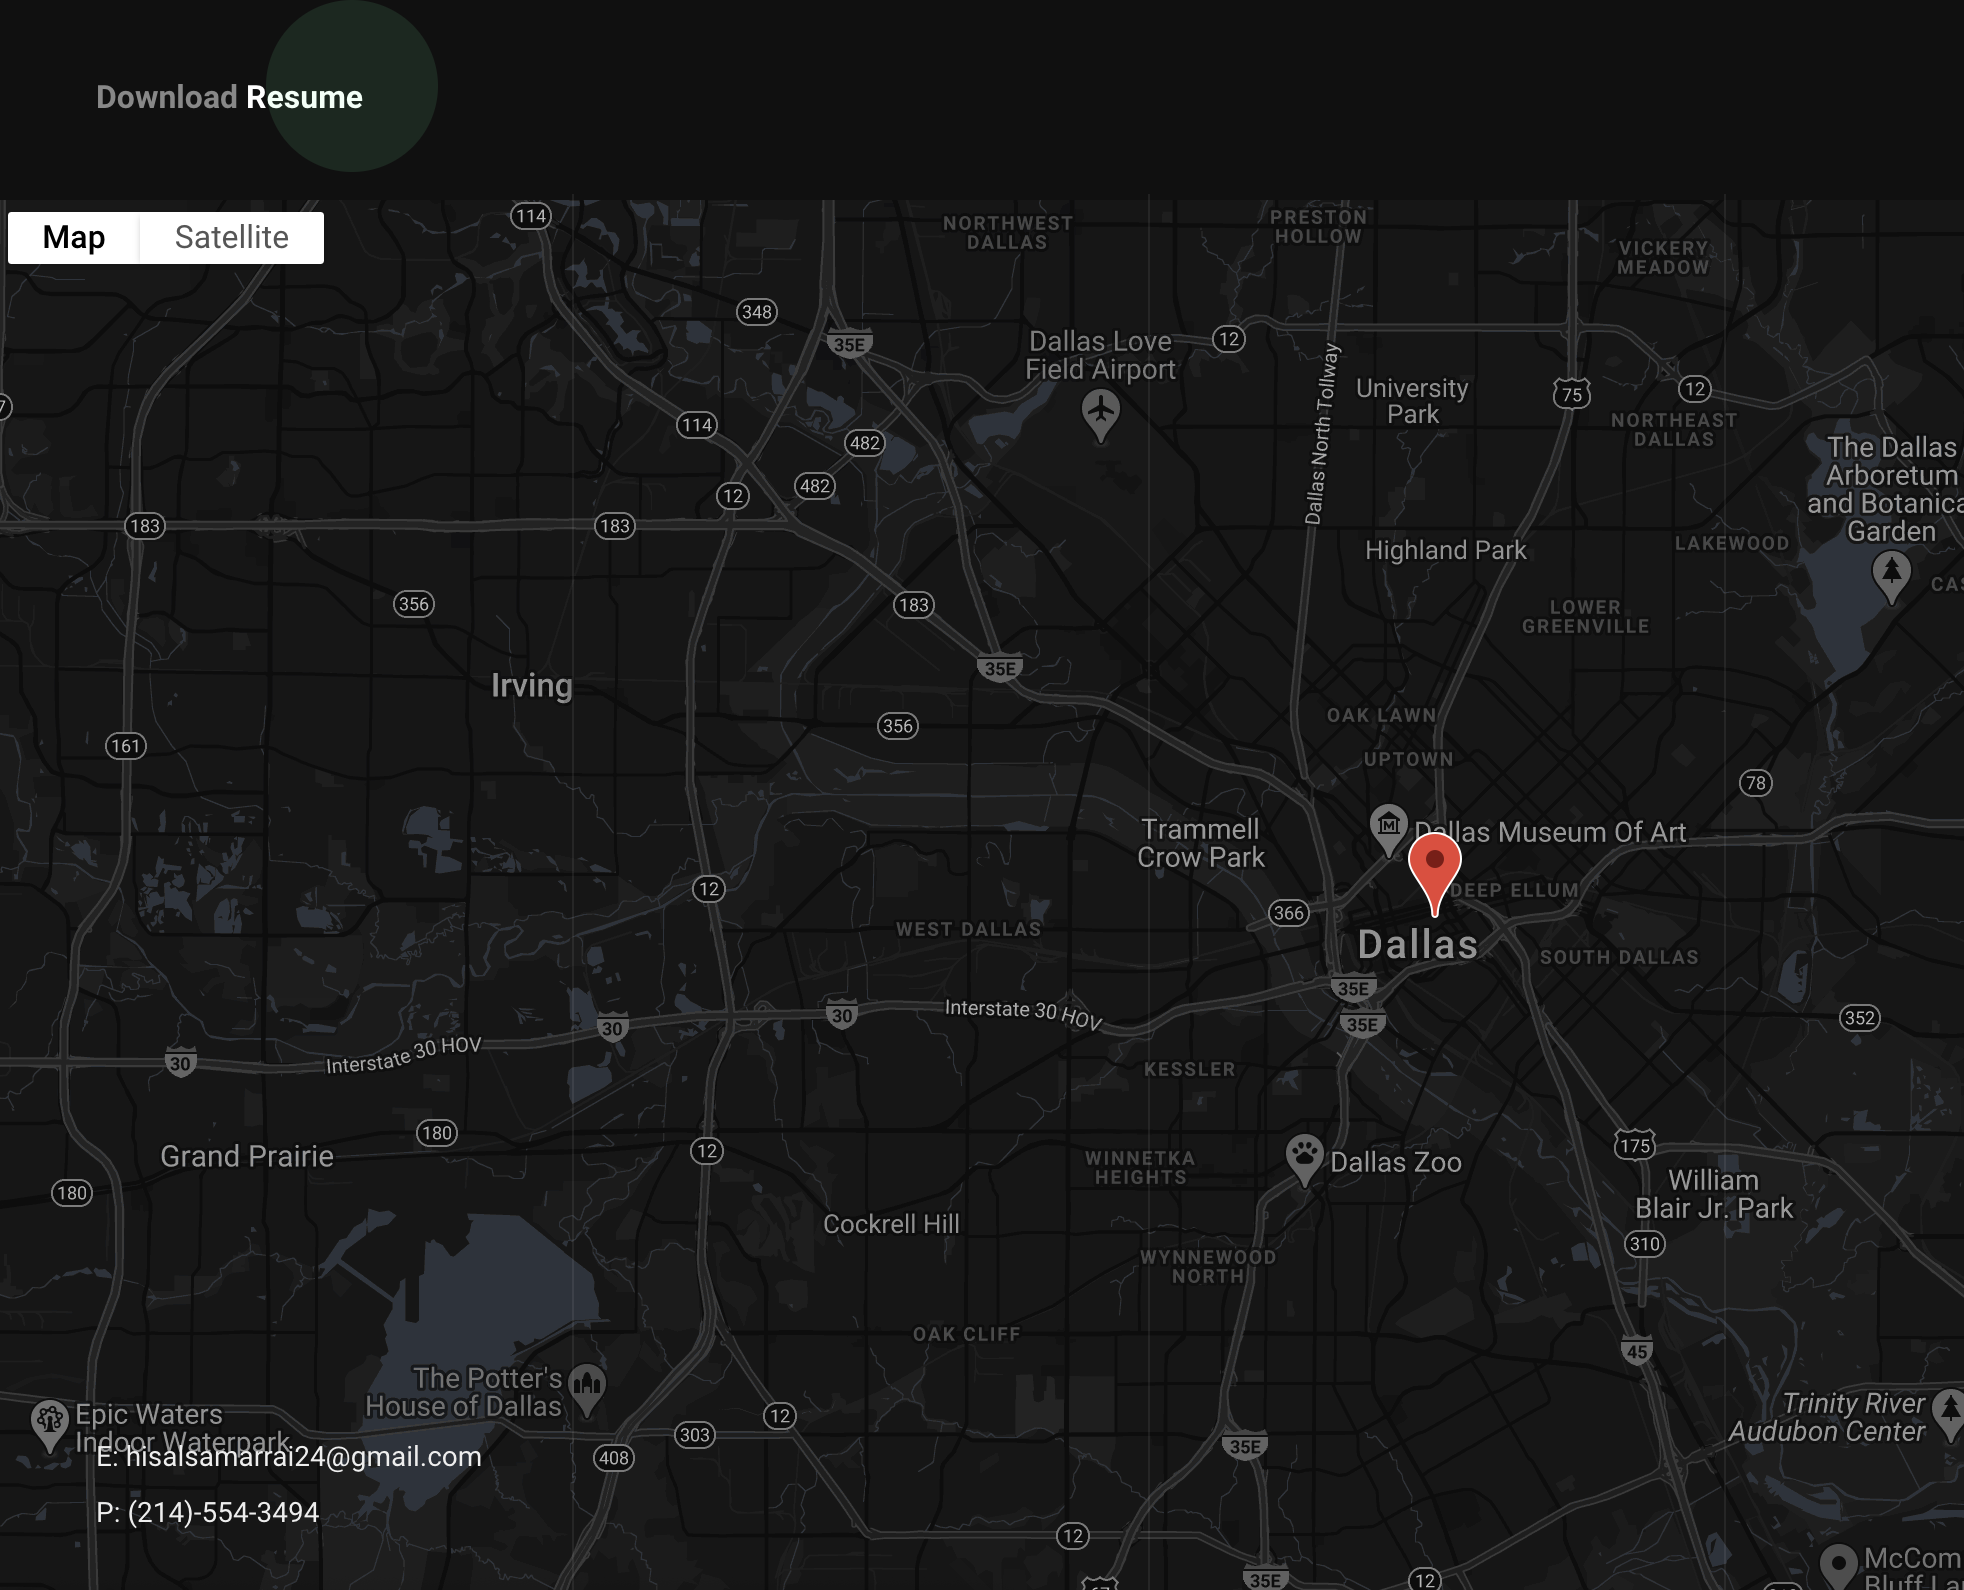 Download Resume
Map
Satellite
114
NORTHWEST
DALLAS
PRESTON
HOLLOW
VICKERY
MEADOW
348
35E
Dallas Love
Field Airport
12
Dallas North Tollway
University
Park
75
12
NORTHEAST
DALLAS
7
114
482
The Dallas
Arboretum
and Botanica
Garden
12
482
183
183
Highland Park
LAKEWOOD
356
183
LOWER
GREENVILLE
CAS
35E
Irving
356
OAK LAWN
161
UPTOWN
78
Trammell
Crow Park
Dallas Museum Of Art
12
366
DEEP ELLUM
WEST DALLAS
Dallas
SOUTH DALLAS
35E
30
30
Interstate 30 HOV
35E
352
30
Interstate 30 HOV
KESSLER
180
Grand Prairie
12
WINNETKA
HEIGHTS
Dallas Zoo
175
William
Blair Jr. Park
180
Cockrell Hill
310
WYNNEWOOD
NORTH
OAK CLIFF
45
The Potter's
House of Dallas
Epic Waters
Indoor Waterpark
12
303
408
35E
Trinity River
Audubon Center
E: hisalsamarrai24@gmail.com
P: (214)-554-3494
12
35E
12
67
McCom
Bluff La